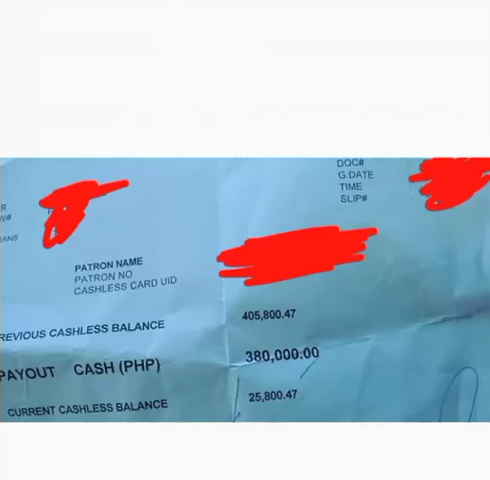 DOC#
G.DATE
TIME
SLIP#
PATRON NAME
PATRON NO
CASHLESS CARD UID
REVIOUS CASHLESS BALANCE 405,800.47
PAYOUT CASH (PHP) 380,000.00
CURRENT CASHLESS BALANCE 25,800.47